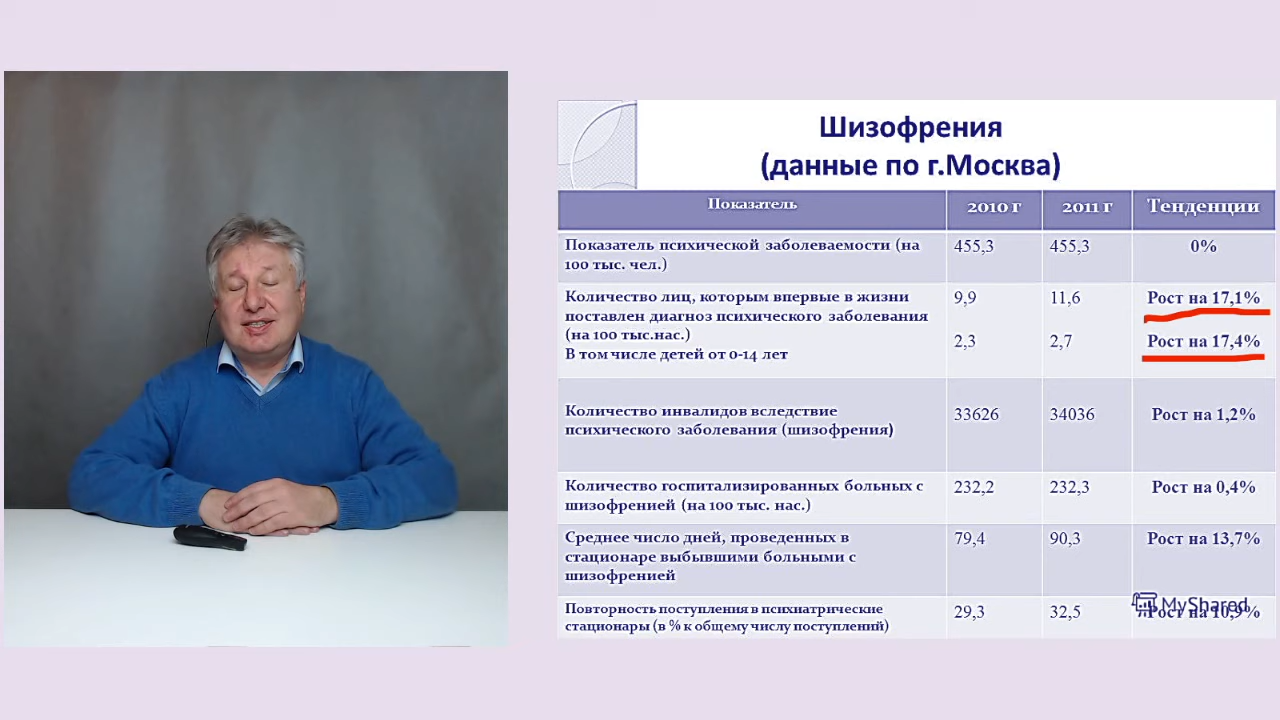 Шизофрения
(данные по г.Москва)
Показатель 2010 г 2011 г Тенденции
Показатель психической заболеваемости (на 455,3 455,3 0%
100 тыс. чел.)
Количество лиц, которым впервые в жизни 9,9 11,6 Рост на 17,1%
поставлен диагноз психического заболевания
(на 100 тыс.нас.) 2,3 2,7 Рост на 17,4%
В том числе детей от 0-14 лет
Количество инвалидов вследствие 33626 34036 Рост на 1,2%
психического заболевания (шизофрения)
Количество госпитализированных больных с 232,2 232,3 Рост на 0,4%
шизофренией (на 100 тыс. нас.)
Среднее число дней, проведенных в 79,4 90,3 Рост на 13,7%
стационаре выбывшими больными с
шизофренией
Повторность поступления в психиатрические 29,3 32,5 Рост на 10,9%
стационары (в % к общему числу поступлений)
MyShared